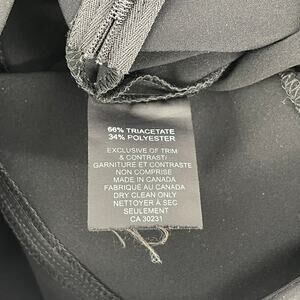 66% TRIACETATE
34% POLYESTER
EXCLUSIVE OF TRIM
& CONTRAST/
GARNITURE ET CONTRASTE
NON COMPRISE
MADE IN CANADA
FABRIQUÉ AU CANADA
DRY CLEAN ONLY
NETTOYER À SEC
SEULEMENT
CA 30231